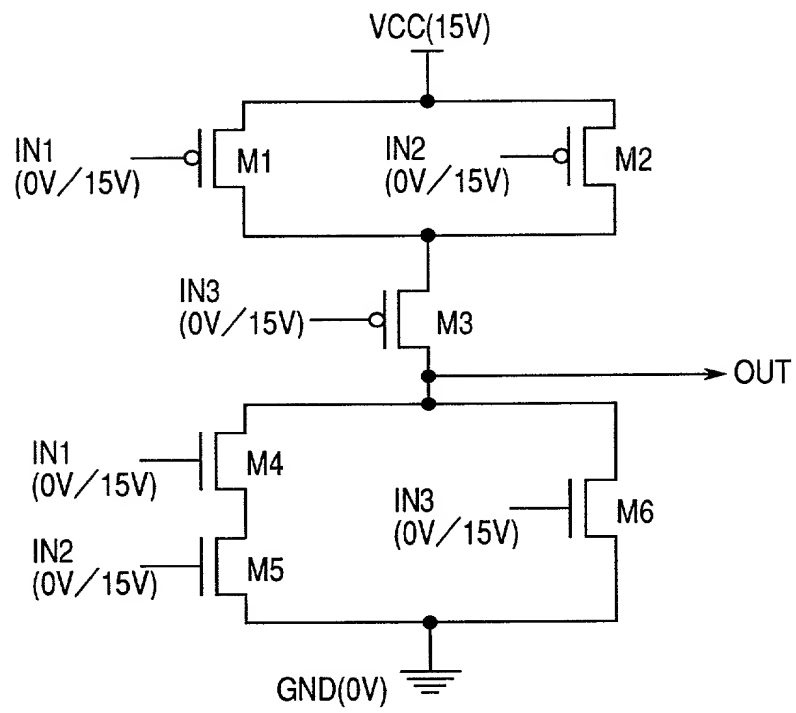 VCC(15V)
IN1
(0V/15V)
M1
IN2
(0V/15V)
M2
IN3
(0V/15V)
M3
OUT
IN1
(0V/15V)
M4
IN3
(0V/15V)
M6
IN2
(0V/15V)
M5
GND(0V)